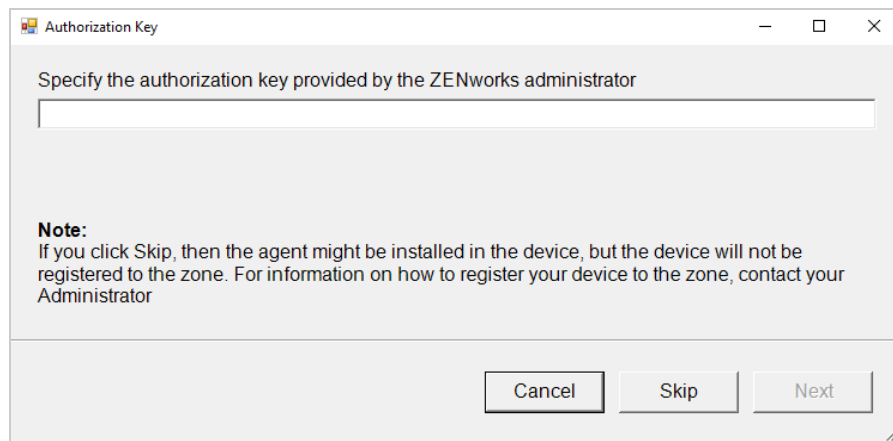 Authorization Key
Specify the authorization key provided by the ZENworks administrator
Note:
If you click Skip, then the agent might be installed in the device, but the device will not be
registered to the zone. For information on how to register your device to the zone, contact your
Administrator
Cancel Skip Next